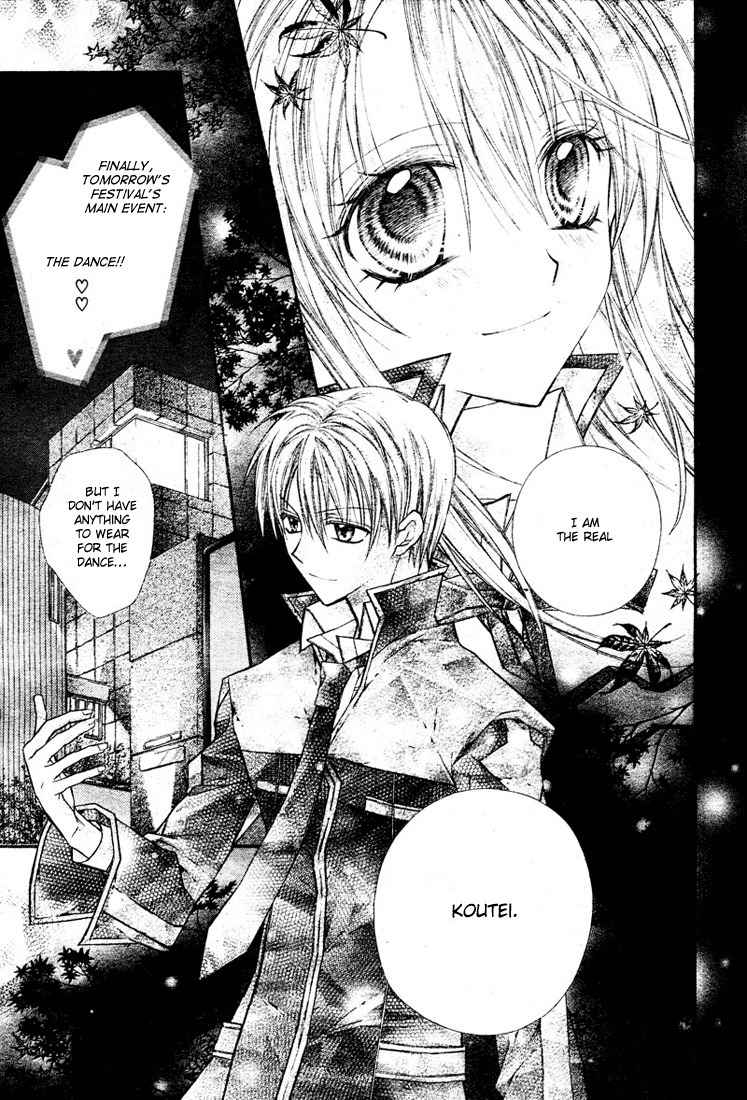 I AM
THE REAL
KOUTEI.
FINALLY,
TOMORROW'S
FESTIVAL'S
MAIN EVENT:
THE DANCE!!
♡
♡
♥
BUT I
DON'T HAVE
ANYTHING
TO WEAR
FOR THE
DANCE...